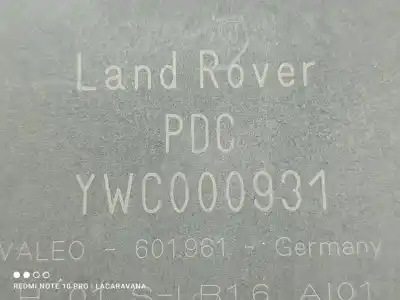 Land Rover
PDC
YWC000931
VALEO - 601.961 - Germany
REDMI NOTE 10 PRO | LACARAVANA